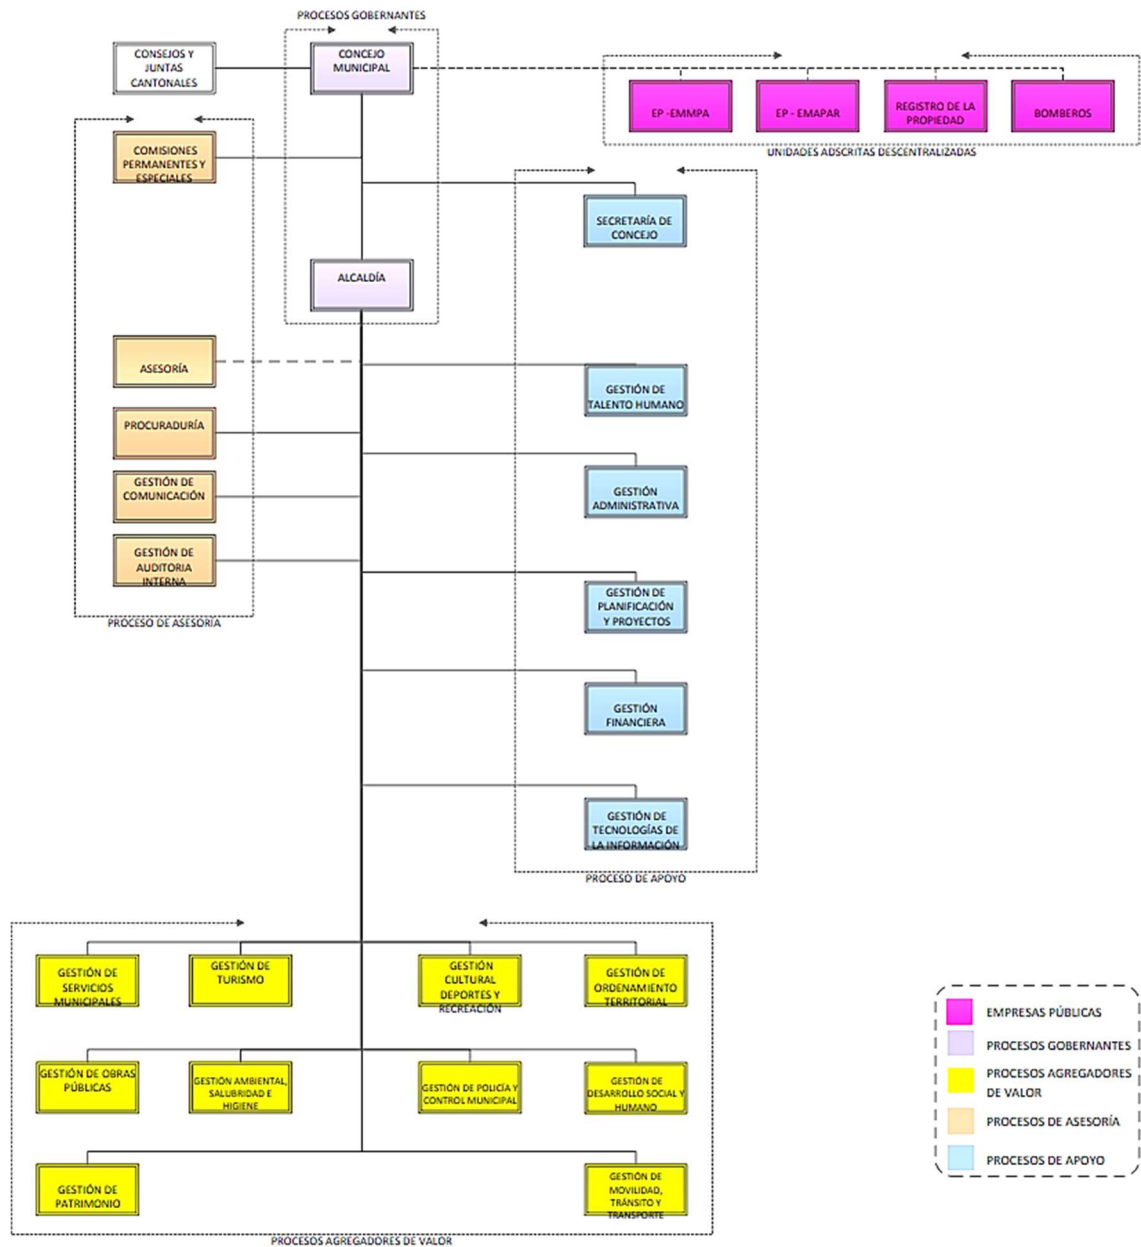 PROCESOS GOBERNANTES
CONSEJOS Y
JUNTAS
CANTONALES
CONCEJO
MUNICIPAL
EP -EMMPA
EP - EMAPAR
REGISTRO DE LA
PROPIEDAD
BOMBEROS
UNIDADES ADSCRITAS DESCENTRALIZADAS
COMISIONES
PERMANENTES Y
ESPECIALES
SECRETARÍA DE
CONCEJO
ALCALDÍA
ASESORÍA
GESTIÓN DE
TALENTO HUMANO
PROCURADURÍA
GESTIÓN DE
COMUNICACIÓN
GESTIÓN
ADMINISTRATIVA
GESTIÓN DE
AUDITORIA
INTERNA
PROCESO DE ASESORÍA
GESTIÓN DE
PLANIFICACIÓN
Y PROYECTOS
GESTIÓN
FINANCIERA
GESTIÓN DE
TECNOLOGÍAS DE
LA INFORMACIÓN
PROCESO DE APOYO
GESTIÓN DE
SERVICIOS
MUNICIPALES
GESTIÓN DE
TURISMO
GESTIÓN
CULTURAL
DEPORTES Y
RECREACIÓN
GESTIÓN DE
ORDENAMIENTO
TERRITORIAL
GESTIÓN DE OBRAS
PÚBLICAS
GESTIÓN AMBIENTAL,
SALUBRIDAD E
HIGIENE
GESTIÓN DE POLICÍA Y
CONTROL MUNICIPAL
GESTIÓN DE
DESARROLLO SOCIAL Y
HUMANO
GESTIÓN DE
PATRIMONIO
GESTIÓN DE
MOVILIDAD,
TRÁNSITO Y
TRANSPORTE
PROCESOS AGREGADORES DE VALOR
EMPRESAS PÚBLICAS
PROCESOS GOBERNANTES
PROCESOS AGREGADORES
DE VALOR
PROCESOS DE ASESORÍA
PROCESOS DE APOYO